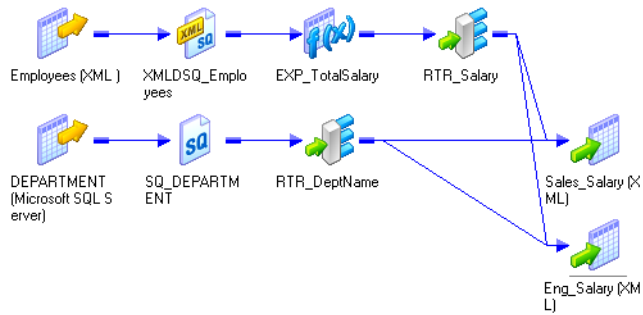 XML
SQ
f(x)
Employees (XML )
XMLDSQ_Emplo
yees
EXP_TotalSalary
RTR_Salary
SQ
DEPARTMENT
(Microsoft SQL S
erver)
SQ_DEPARTM
ENT
RTR_DeptName
Sales_Salary (X
ML)
Eng_Salary (XM
L)